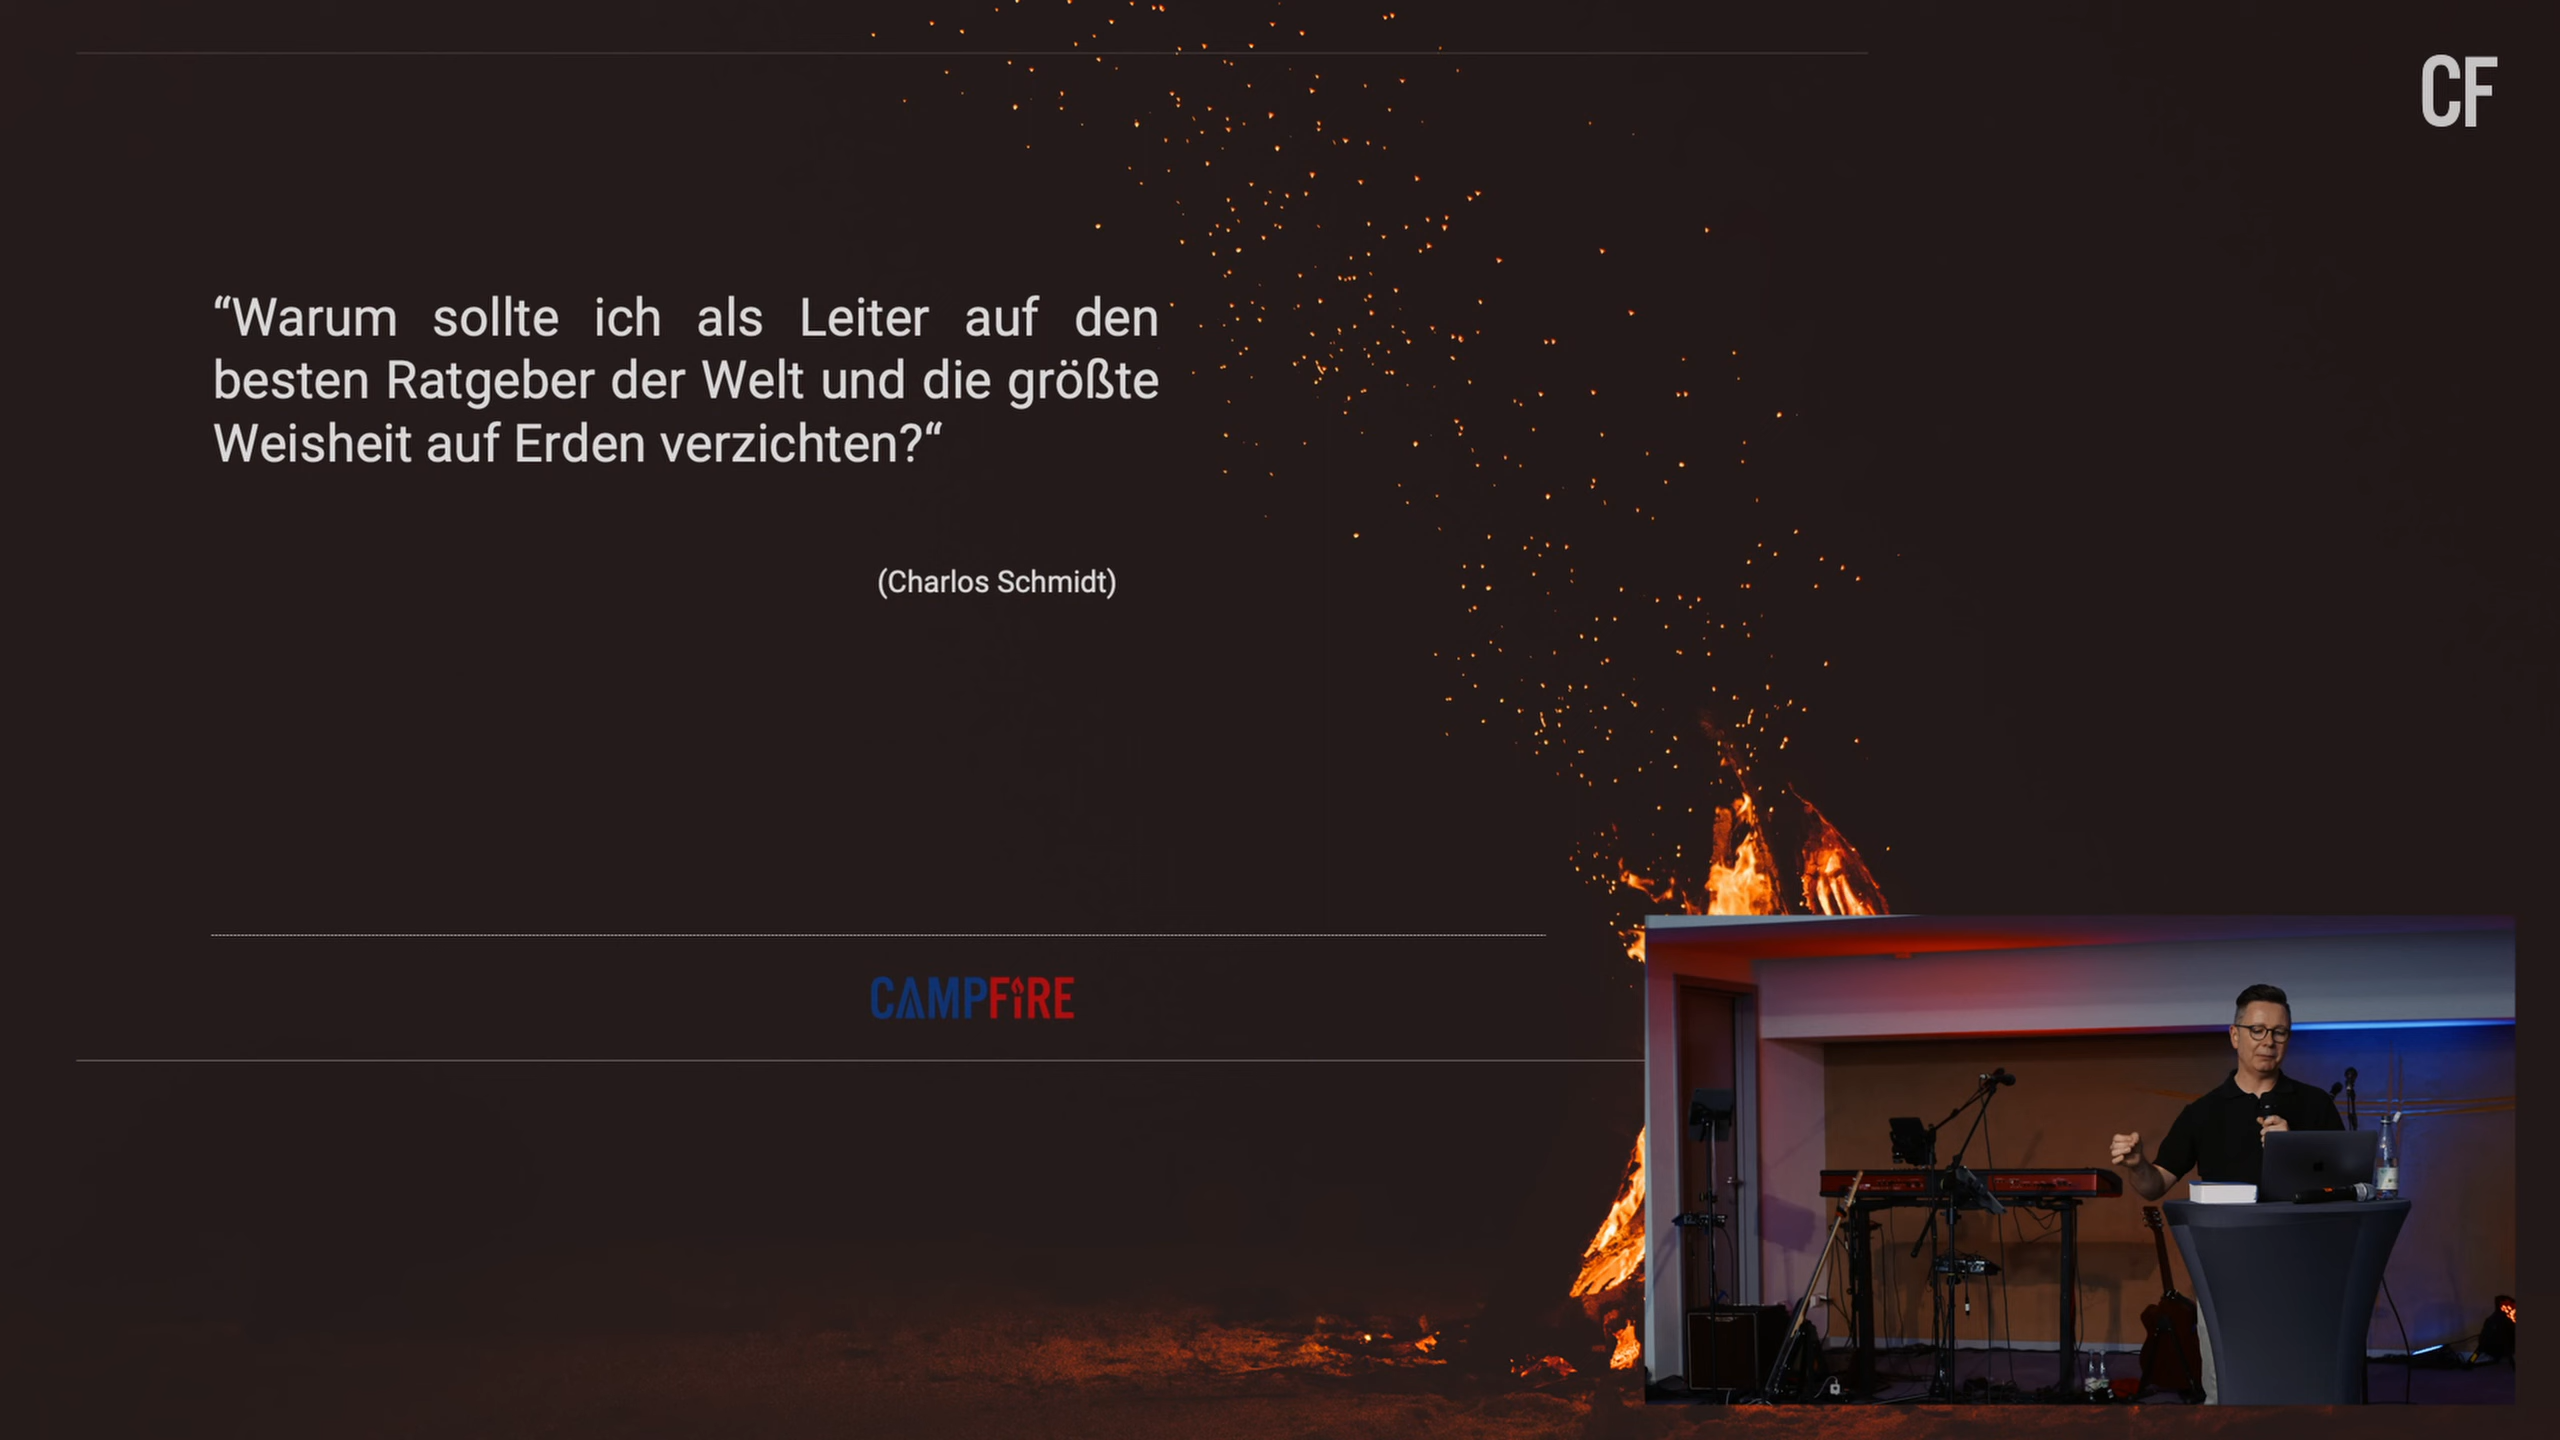 CF
“Warum sollte ich als Leiter auf den
besten Ratgeber der Welt und die größte
Weisheit auf Erden verzichten?“
(Charlos Schmidt)
CAMPFIRE